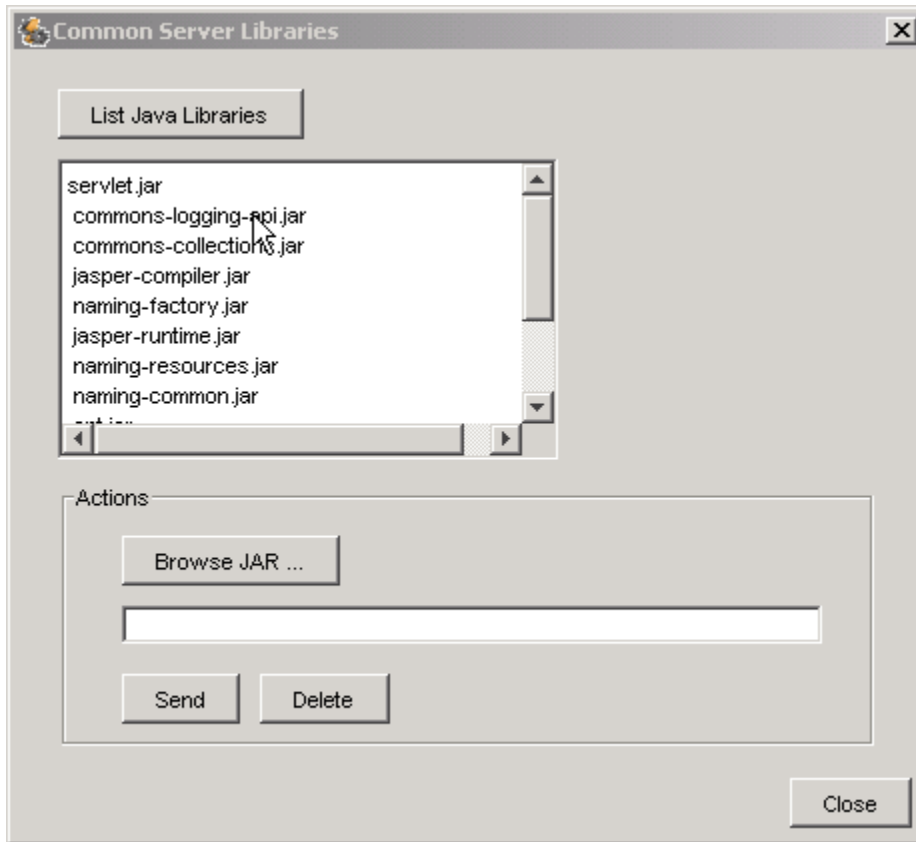 Common Server Libraries
List Java Libraries
servlet.jar
commons-logging-api.jar
commons-collections.jar
jasper-compiler.jar
naming-factory.jar
jasper-runtime.jar
naming-resources.jar
naming-common.jar
Actions
Browse JAR ...
Send
Delete
Close